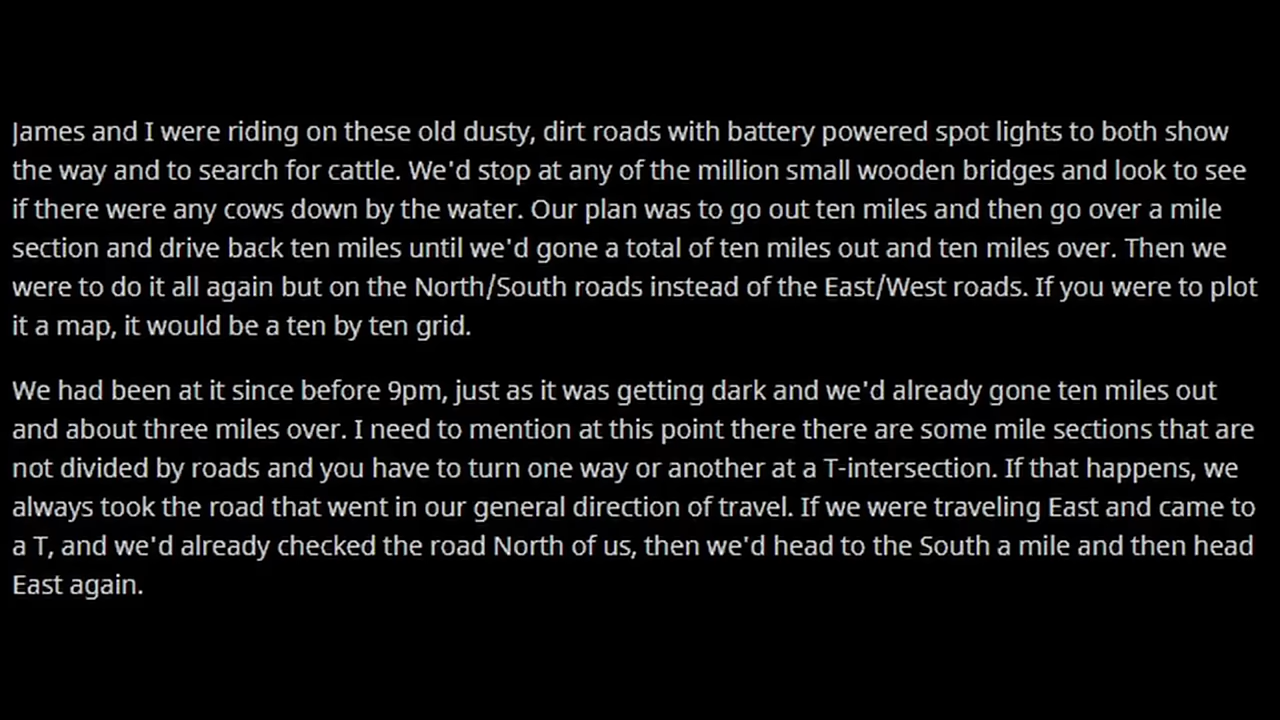 James and I were riding on these old dusty, dirt roads with battery powered spot lights to both show
the way and to search for cattle. We'd stop at any of the million small wooden bridges and look to see
if there were any cows down by the water. Our plan was to go out ten miles and then go over a mile
section and drive back ten miles until we'd gone a total of ten miles out and ten miles over. Then we
were to do it all again but on the North/South roads instead of the East/West roads. If you were to plot
it a map, it would be a ten by ten grid.
We had been at it since before 9pm, just as it was getting dark and we'd already gone ten miles out
and about three miles over. I need to mention at this point there there are some mile sections that are
not divided by roads and you have to turn one way or another at a T-intersection. If that happens, we
always took the road that went in our general direction of travel. If we were traveling East and came to
a T, and we'd already checked the road North of us, then we'd head to the South a mile and then head
East again.